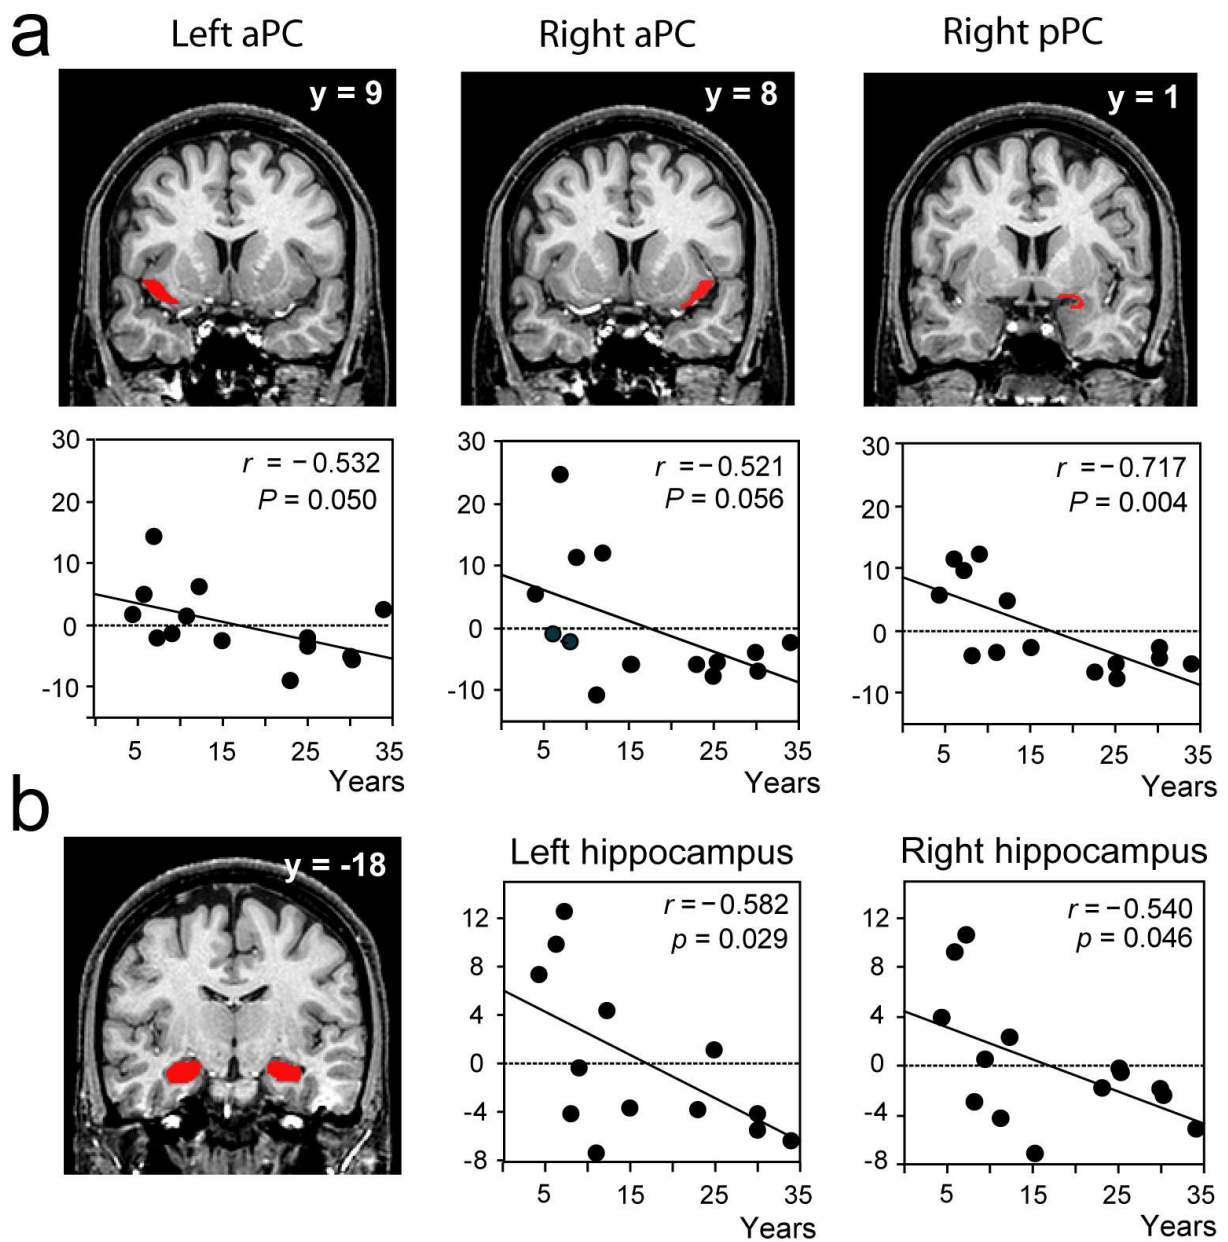 a
Left aPC
Right aPC
Right pPC
y = 9
y = 8
y = 1
30
20
10
0
-10
r = −0.532
P = 0.050
5 15 25 35
Years
30
20
10
0
-10
r =−0.521
P = 0.056
5 15 25 35
Years
30
20
10
0
-10
r =−0.717
P = 0.004
5 15 25 35
Years
b
y = -18
Left hippocampus
12
8
4
0
-4
-8
r =−0.582
p = 0.029
5 15 25 35
Years
Right hippocampus
12
8
4
0
-4
-8
r =−0.540
p = 0.046
5 15 25 35
Years